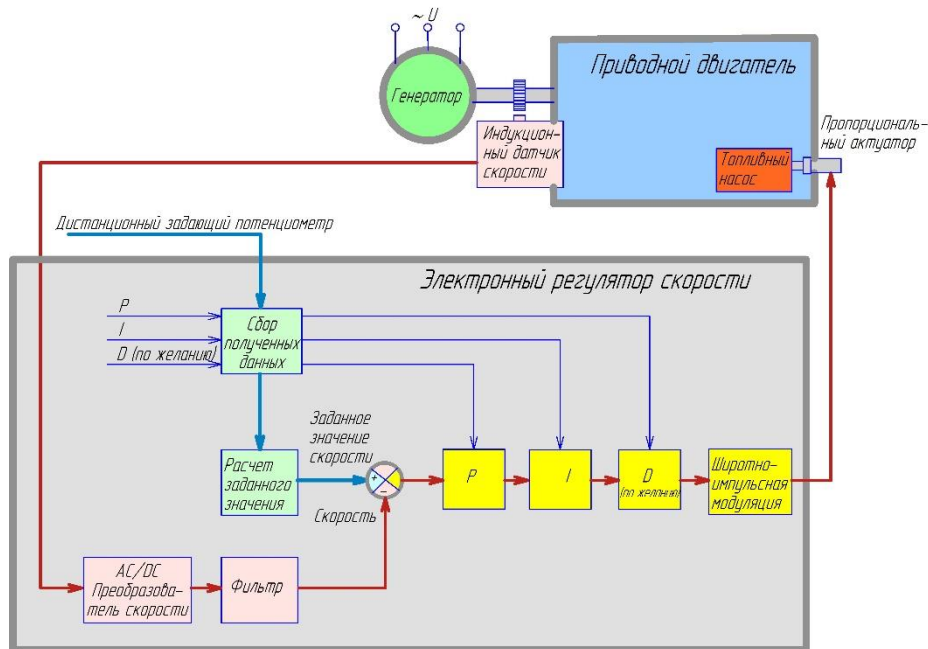 ~ U
Генератор
Приводной двигатель
Индукцион-
ный датчик
скорости
Пропорциональ-
ный актуатор
Топливный
насос
Дистанционный задающий потенциометр
Электронный регулятор скорости
P
I
D (по желанию)
Сбор
полученных
данных
Заданное
значение
скорости
Расчет
заданного
значения
+
−
Скорость
P
I
D
(по желанию)
Широтно-
импульсная
модуляция
AC/DC
Преобразова-
тель скорости
Фильтр